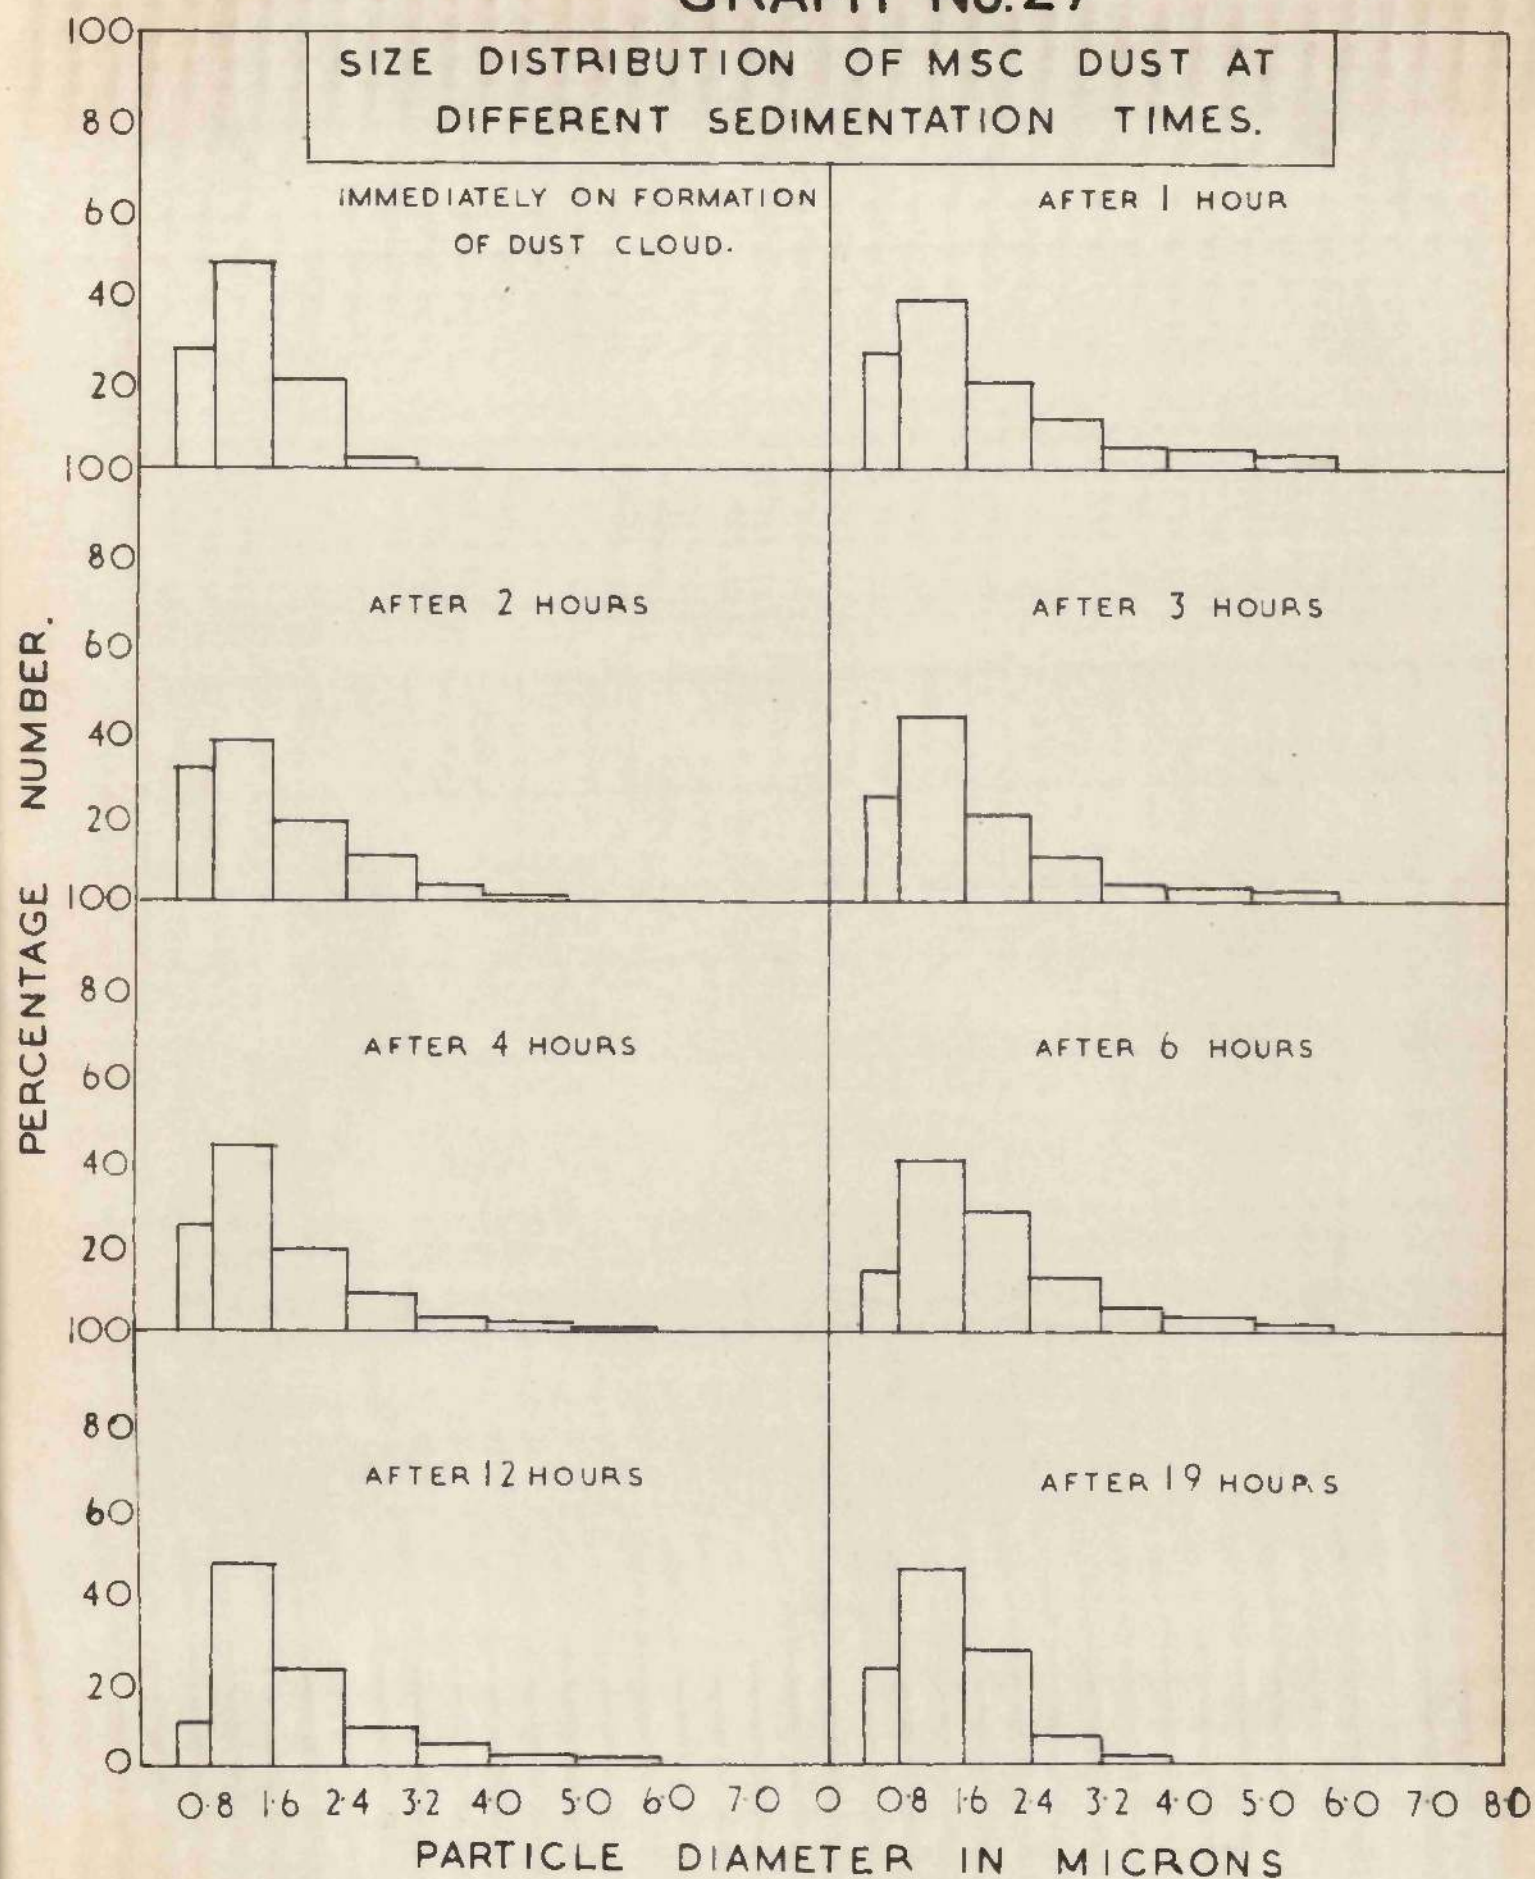 GRAPH No. 27
SIZE DISTRIBUTION OF MSC DUST AT
DIFFERENT SEDIMENTATION TIMES.
IMMEDIATELY ON FORMATION
OF DUST CLOUD.
AFTER 1 HOUR
AFTER 2 HOURS
AFTER 3 HOURS
AFTER 4 HOURS
AFTER 6 HOURS
AFTER 12 HOURS
AFTER 19 HOURS
PERCENTAGE NUMBER.
100
80
60
40
20
100
80
60
40
20
100
80
60
40
20
100
80
60
40
20
0
0·8 1·6 2·4 3·2 4·0 5·0 6·0 7·0 0 0·8 1·6 2·4 3·2 4·0 5·0 6·0 7·0 8·0
PARTICLE DIAMETER IN MICRONS